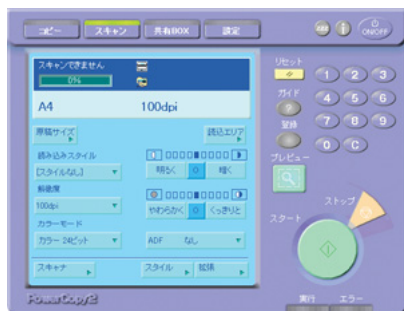 コピー スキャン 共有BOX 設定
ON/OFF
スキャンできません
0%
A4 100dpi
原稿サイズ 読込エリア
読み込みスタイル
[スタイルなし] 明るく 暗く
解像度
100dpi やわらかく くっきりと
カラーモード
カラー 24ビット ADF なし
スキャナ スタイル 拡張
PowerCopy2
リセット
1 2 3
ガイド
4 5 6
?
登録
7 8 9
0 C
プレビュー
ストップ
スタート
実行 エラー